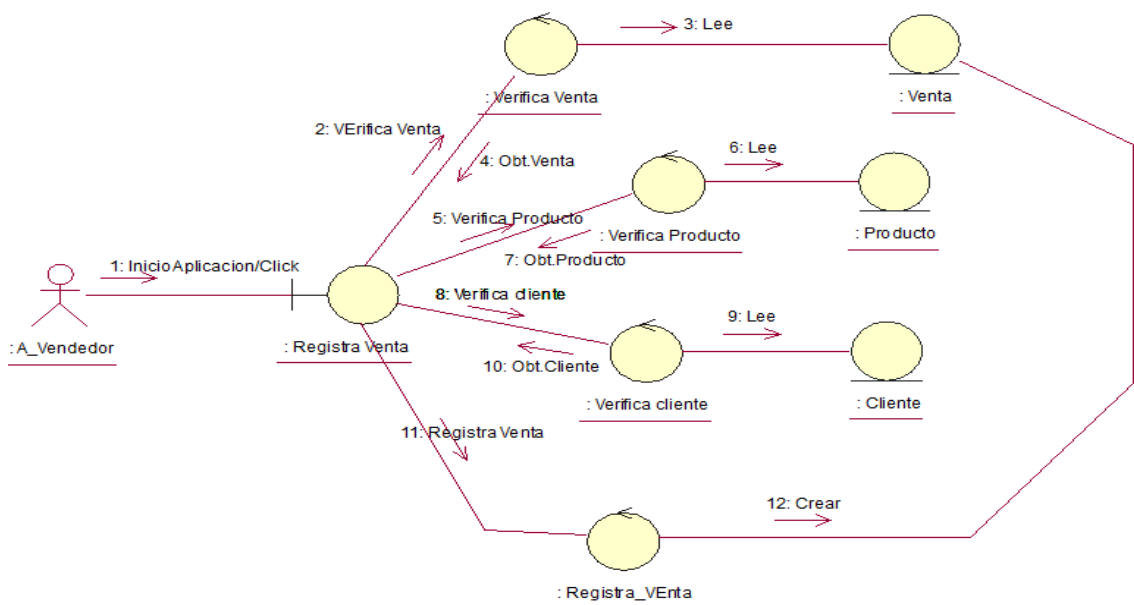 3: Lee
: Verifica Venta
: Venta
2: VErifica Venta
4: Obt.Venta
6: Lee
5: Verifica Producto
: Verifica Producto
: Producto
7: Obt.Producto
1: Inicio Aplicacion/Click
8: Verifica cliente
9: Lee
: A_Vendedor
: Registra Venta
10: Obt.Cliente
: Verifica cliente
: Cliente
11: Registra Venta
12: Crear
: Registra_VEnta